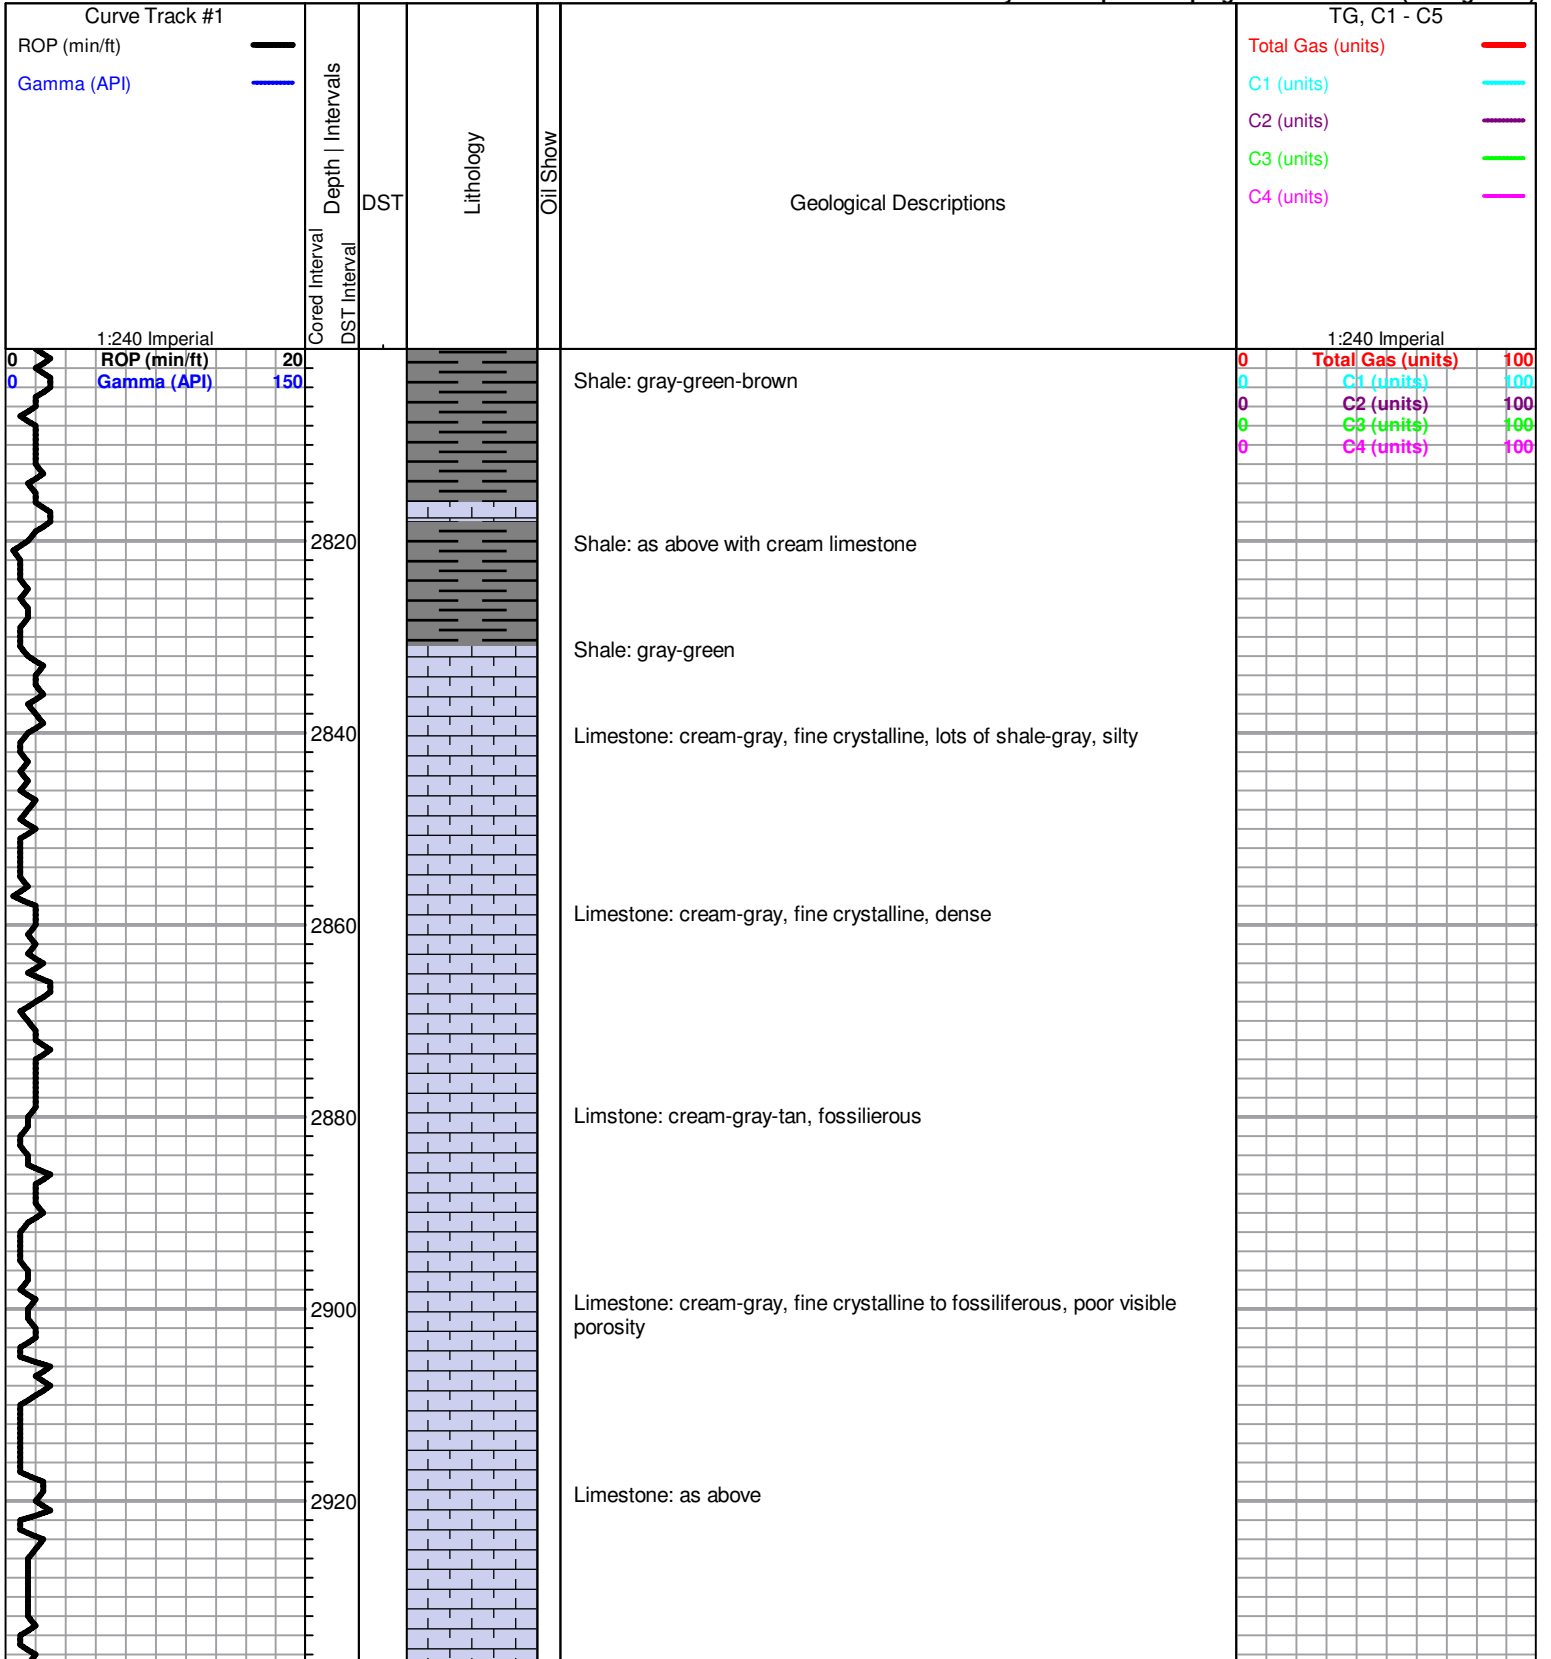 Curve Track #1
ROP (min/ft)
Gamma (API)
1:240 Imperial
Depth | Intervals
Cored Interval
DST Interval
DST
Lithology
Oil Show
Geological Descriptions
TG, C1 - C5
Total Gas (units)
C1 (units)
C2 (units)
C3 (units)
C4 (units)
1:240 Imperial
0 ROP (min/ft) 20
0 Gamma (API) 150
0 Total Gas (units) 100
0 C1 (units) 100
0 C2 (units) 100
0 C3 (units) 100
0 C4 (units) 100
Shale: gray-green-brown
2820
Shale: as above with cream limestone
Shale: gray-green
2840
Limestone: cream-gray, fine crystalline, lots of shale-gray, silty
2860
Limestone: cream-gray, fine crystalline, dense
2880
Limstone: cream-gray-tan, fossilierous
2900
Limestone: cream-gray, fine crystalline to fossiliferous, poor visible
porosity
2920
Limestone: as above